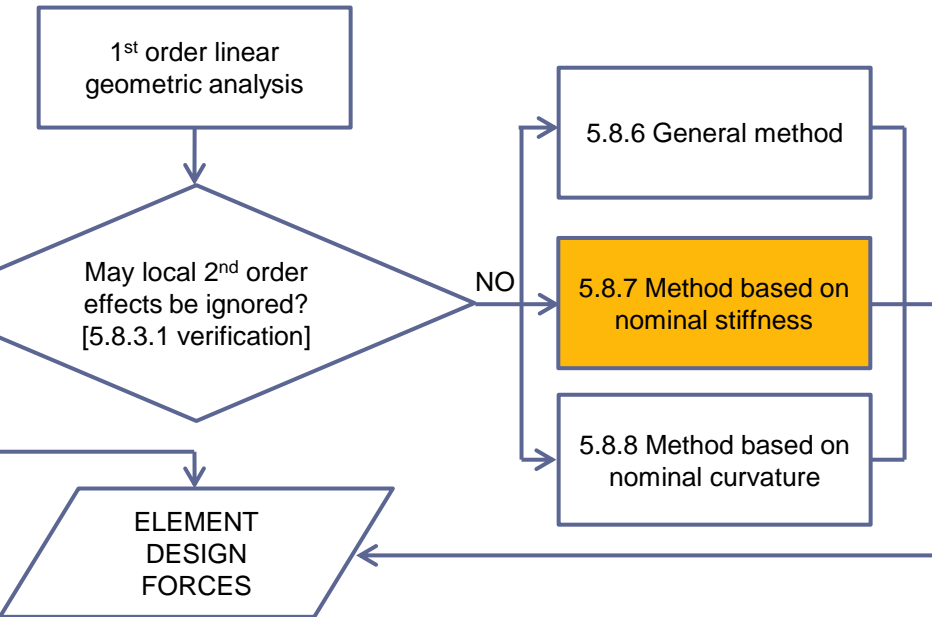 1st order linear
geometric analysis
May local 2nd order
effects be ignored?
[5.8.3.1 verification]
NO
5.8.6 General method
5.8.7 Method based on
nominal stiffness
5.8.8 Method based on
nominal curvature
ELEMENT
DESIGN
FORCES